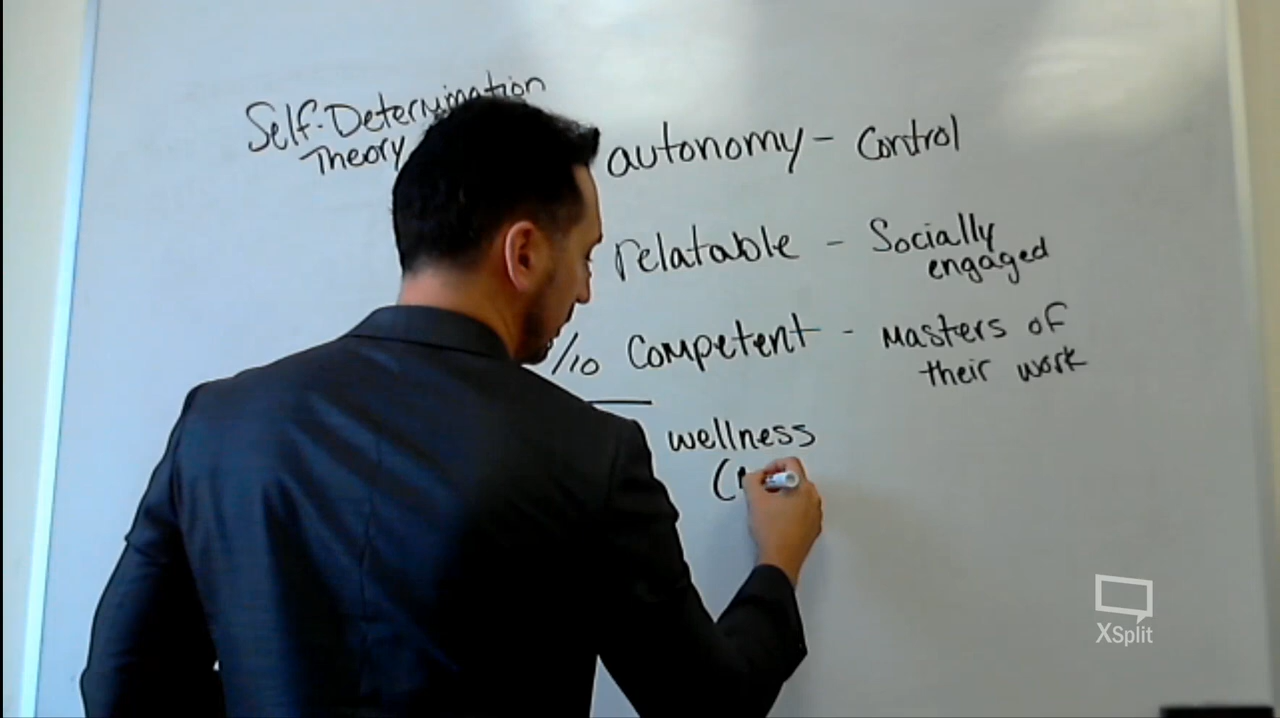 Self-Determination
Theory
autonomy - Control
relatable - Socially
engaged
/10 Competent - Masters of
their work
wellness
(
XSplit